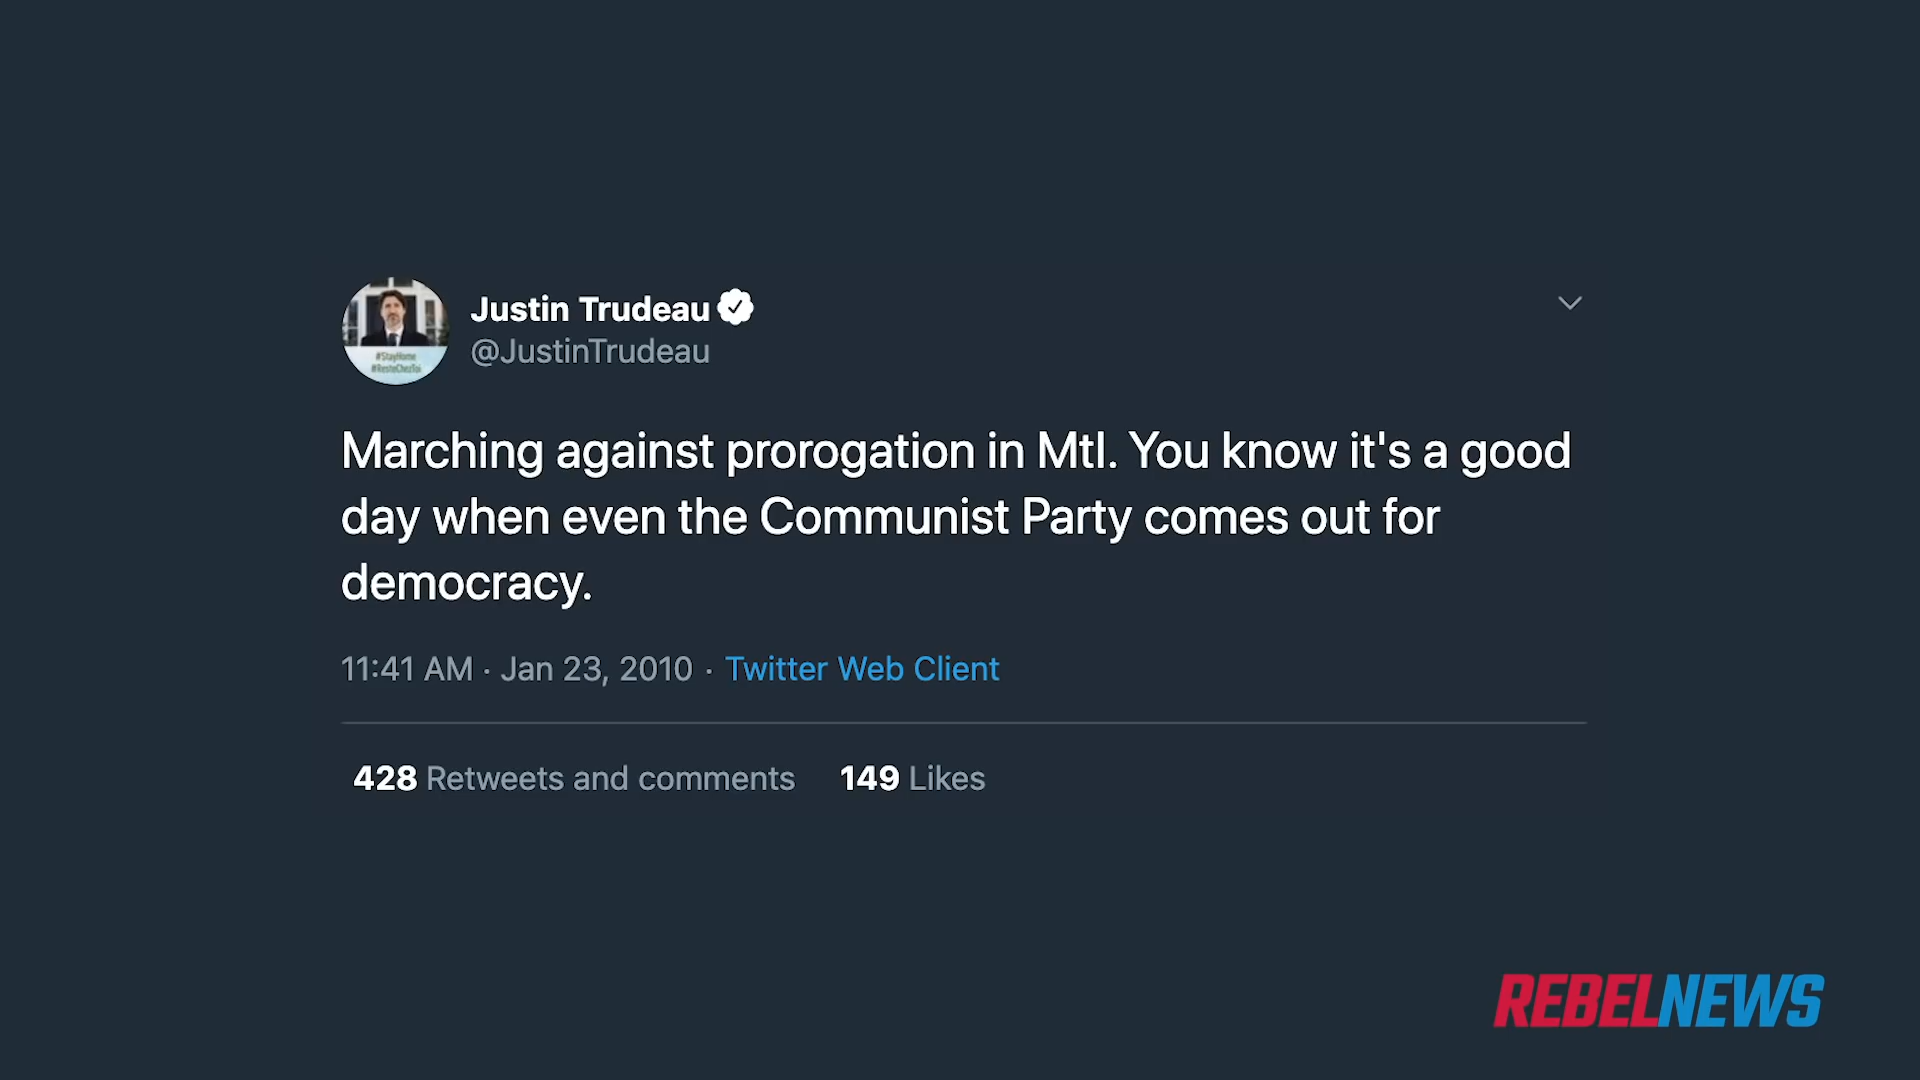 Justin Trudeau
@JustinTrudeau
#StayHome
#ResteChezToi
Marching against prorogation in Mtl. You know it's a good
day when even the Communist Party comes out for
democracy.
11:41 AM · Jan 23, 2010 · Twitter Web Client
428 Retweets and comments 149 Likes
REBELNEWS